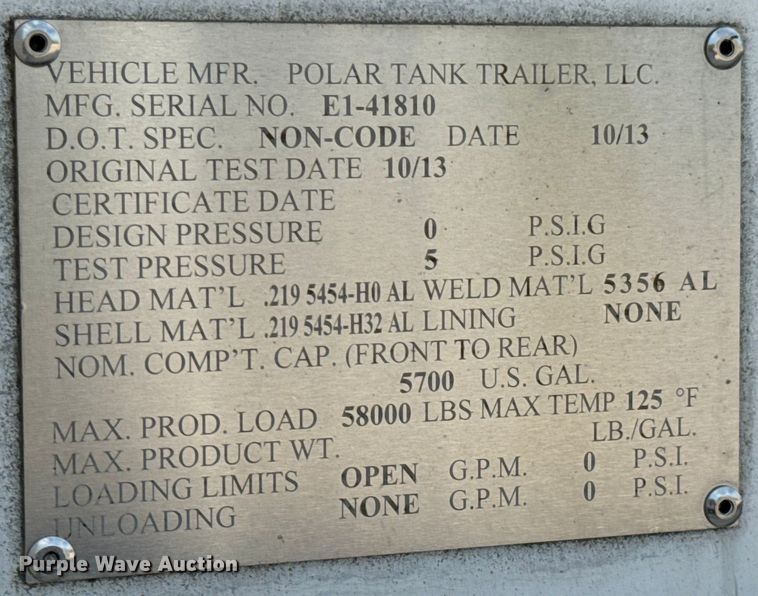 VEHICLE MFR. POLAR TANK TRAILER, LLC.
MFG. SERIAL NO. E1-41810
D.O.T. SPEC. NON-CODE DATE 10/13
ORIGINAL TEST DATE 10/13
CERTIFICATE DATE
DESIGN PRESSURE 0 P.S.I.G
TEST PRESSURE 5 P.S.I.G
HEAD MAT'L .219 5454-H0 AL WELD MAT'L 5356 AL
SHELL MAT'L .219 5454-H32 AL LINING NONE
NOM. COMP'T. CAP. (FRONT TO REAR)
5700 U.S. GAL.
MAX. PROD. LOAD 58000 LBS MAX TEMP 125 °F
MAX. PRODUCT WT. LB./GAL.
LOADING LIMITS OPEN G.P.M. 0 P.S.I.
UNLOADING NONE G.P.M. 0 P.S.I.
Purple Wave Auction